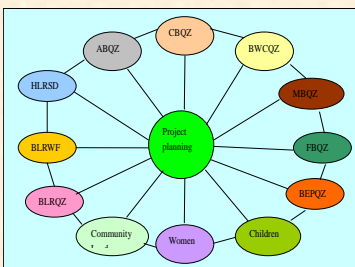 CBQZ
ABQZ
BWCQZ
HLRSD
MBQZ
Project
planning
BLRWF
FBQZ
BLRQZ
BEPQZ
Community
Women
Children